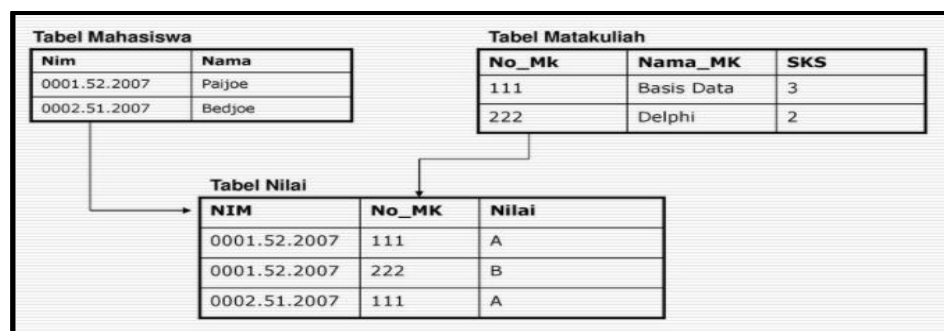 Tabel Mahasiswa
Nim Nama
0001.52.2007 Paijoe
0002.51.2007 Bedjoe
Tabel Matakuliah
No_Mk Nama_MK SKS
111 Basis Data 3
222 Delphi 2
Tabel Nilai
NIM No_MK Nilai
0001.52.2007 111 A
0001.52.2007 222 B
0002.51.2007 111 A